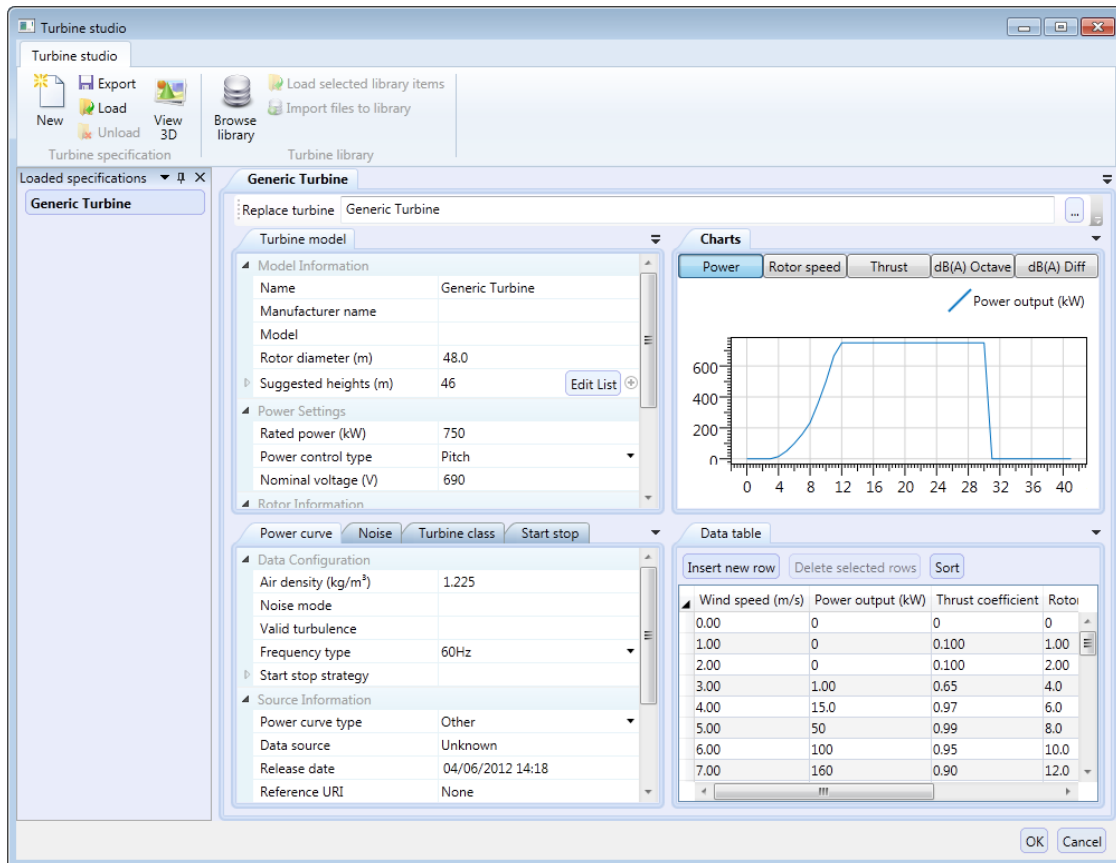 Turbine studio
Turbine studio
New
Export
Load
Unload
View 3D
Browse library
Load selected library items
Import files to library
Turbine specification
Turbine library
Loaded specifications
Generic Turbine
Generic Turbine
Replace turbine Generic Turbine ...
Turbine model
Model Information
Name Generic Turbine
Manufacturer name
Model
Rotor diameter (m) 48.0
Suggested heights (m) 46 Edit List
Power Settings
Rated power (kW) 750
Power control type Pitch
Nominal voltage (V) 690
Rotor Information
Charts
Power Rotor speed Thrust dB(A) Octave dB(A) Diff
Power output (kW)
600
400
200
0
0 4 8 12 16 20 24 28 32 36 40
Power curve Noise Turbine class Start stop
Data Configuration
Air density (kg/m³) 1.225
Noise mode
Valid turbulence
Frequency type 60Hz
Start stop strategy
Source Information
Power curve type Other
Data source Unknown
Release date 04/06/2012 14:18
Reference URI None
Data table
Insert new row Delete selected rows Sort
Wind speed (m/s) Power output (kW) Thrust coefficient Roto
0.00 0 0 0
1.00 0 0.100 1.00
2.00 0 0.100 2.00
3.00 1.00 0.65 4.0
4.00 15.0 0.97 6.0
5.00 50 0.99 8.0
6.00 100 0.95 10.0
7.00 160 0.90 12.0
OK Cancel